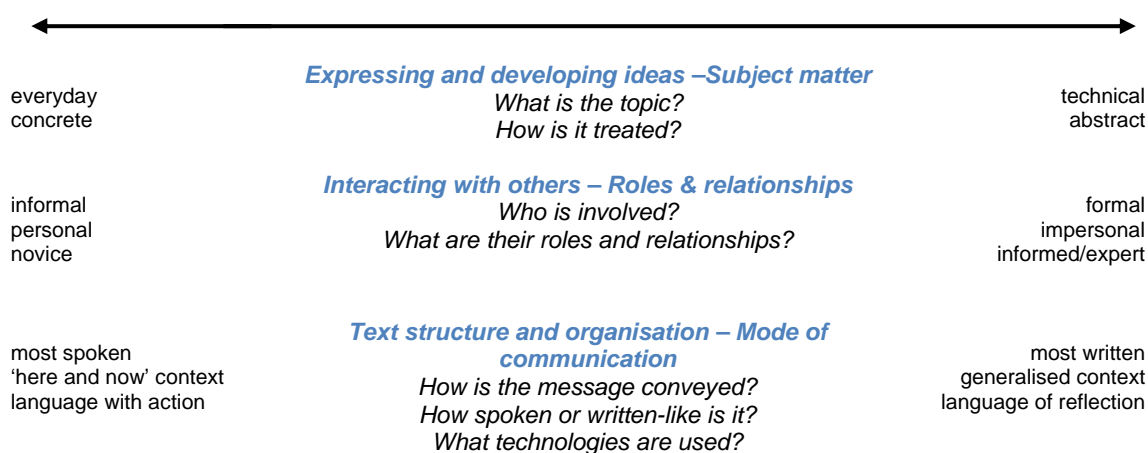 Expressing and developing ideas –Subject matter
everyday
concrete
What is the topic?
How is it treated?
technical
abstract
Interacting with others – Roles & relationships
informal
personal
novice
Who is involved?
What are their roles and relationships?
formal
impersonal
informed/expert
Text structure and organisation – Mode of
communication
most spoken
‘here and now’ context
language with action
How is the message conveyed?
How spoken or written-like is it?
What technologies are used?
most written
generalised context
language of reflection